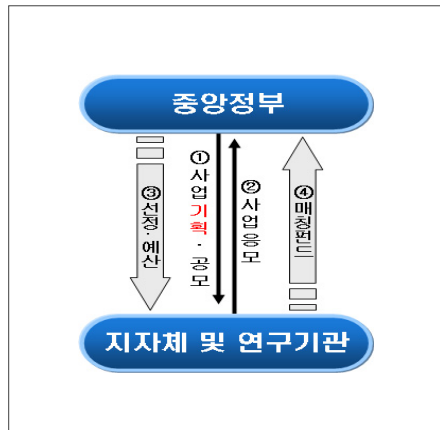 중앙정부
③선정·예산
①사업기획·공모
②사업응모
④매칭펀드
지자체 및 연구기관